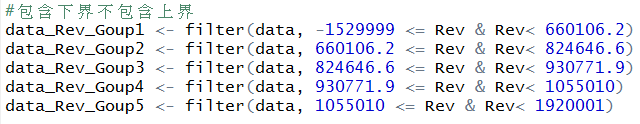 #包含下界不包含上界
data_Rev_Goup1 <- filter(data, -1529999 <= Rev & Rev< 660106.2)
data_Rev_Goup2 <- filter(data, 660106.2 <= Rev & Rev< 824646.6)
data_Rev_Goup3 <- filter(data, 824646.6 <= Rev & Rev< 930771.9)
data_Rev_Goup4 <- filter(data, 930771.9 <= Rev & Rev< 1055010)
data_Rev_Goup5 <- filter(data, 1055010 <= Rev & Rev< 1920001)